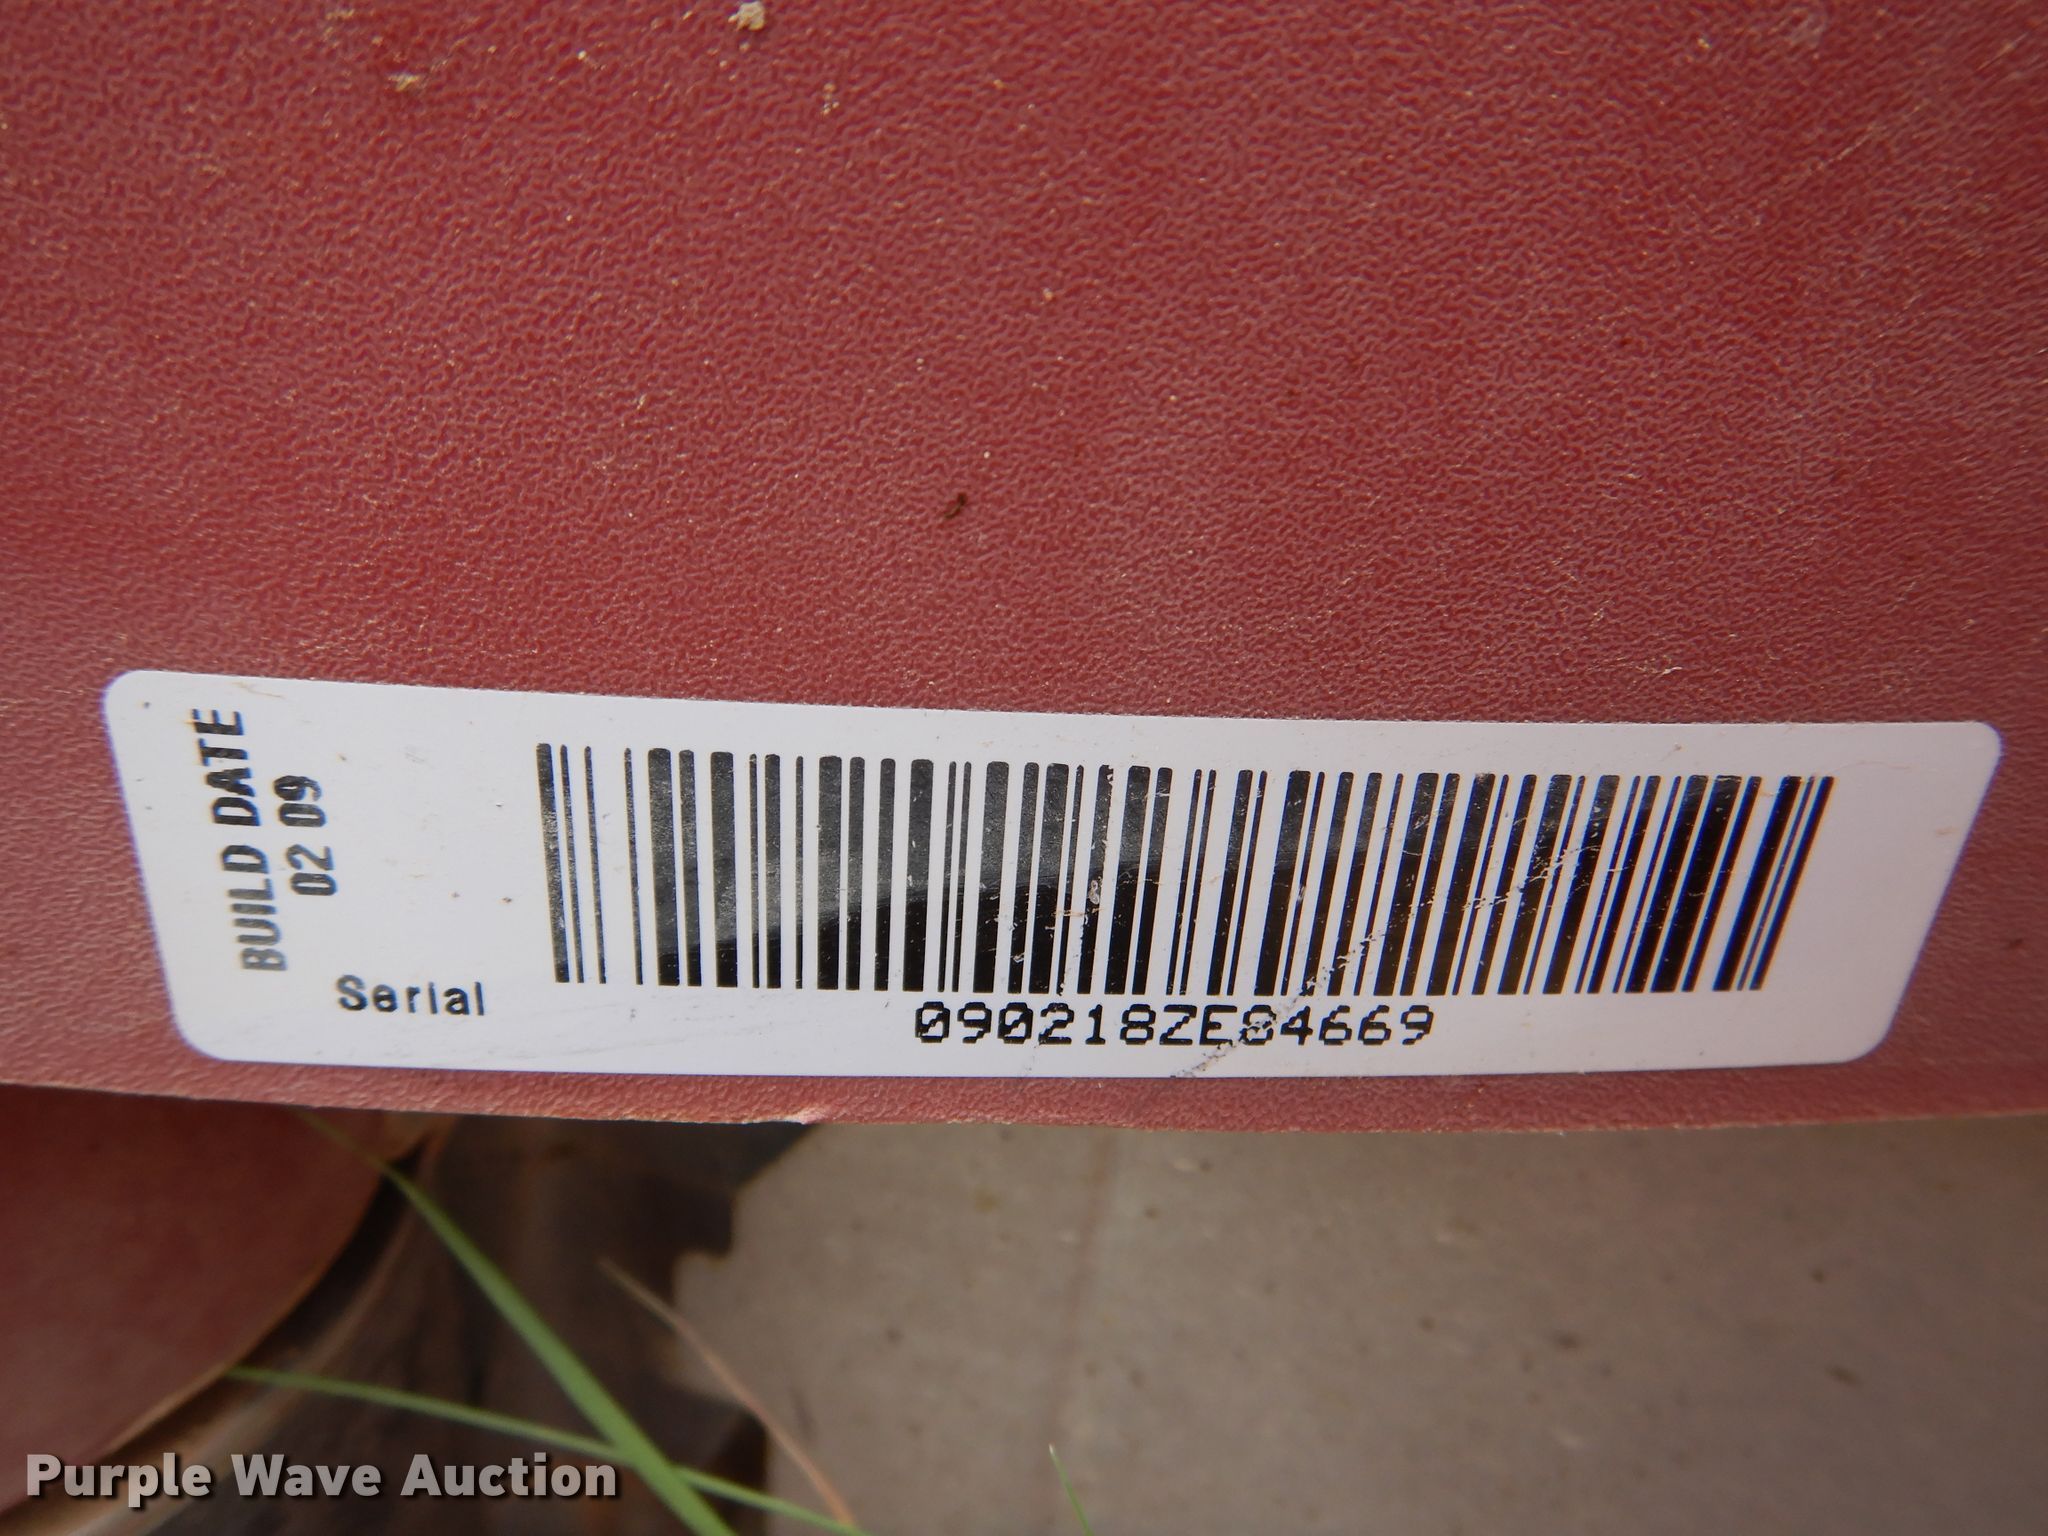 BUILD DATE
02 09
Serial
090218ZE84669
Purple Wave Auction